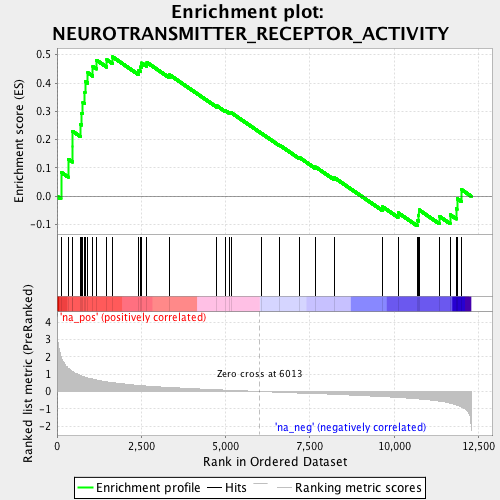 Enrichment plot:
NEUROTRANSMITTER_RECEPTOR_ACTIVITY
Enrichment score (ES)
0.5
0.4
0.3
0.2
0.1
0.0
-0.1
'na_pos' (positively correlated)
Ranked list metric (PreRanked)
4
3
2
1
0
-1
-2
Zero cross at 6013
'na_neg' (negatively correlated)
0
2,500
5,000
7,500
10,000
12,500
Rank in Ordered Dataset
Enrichment profile
Hits
Ranking metric scores